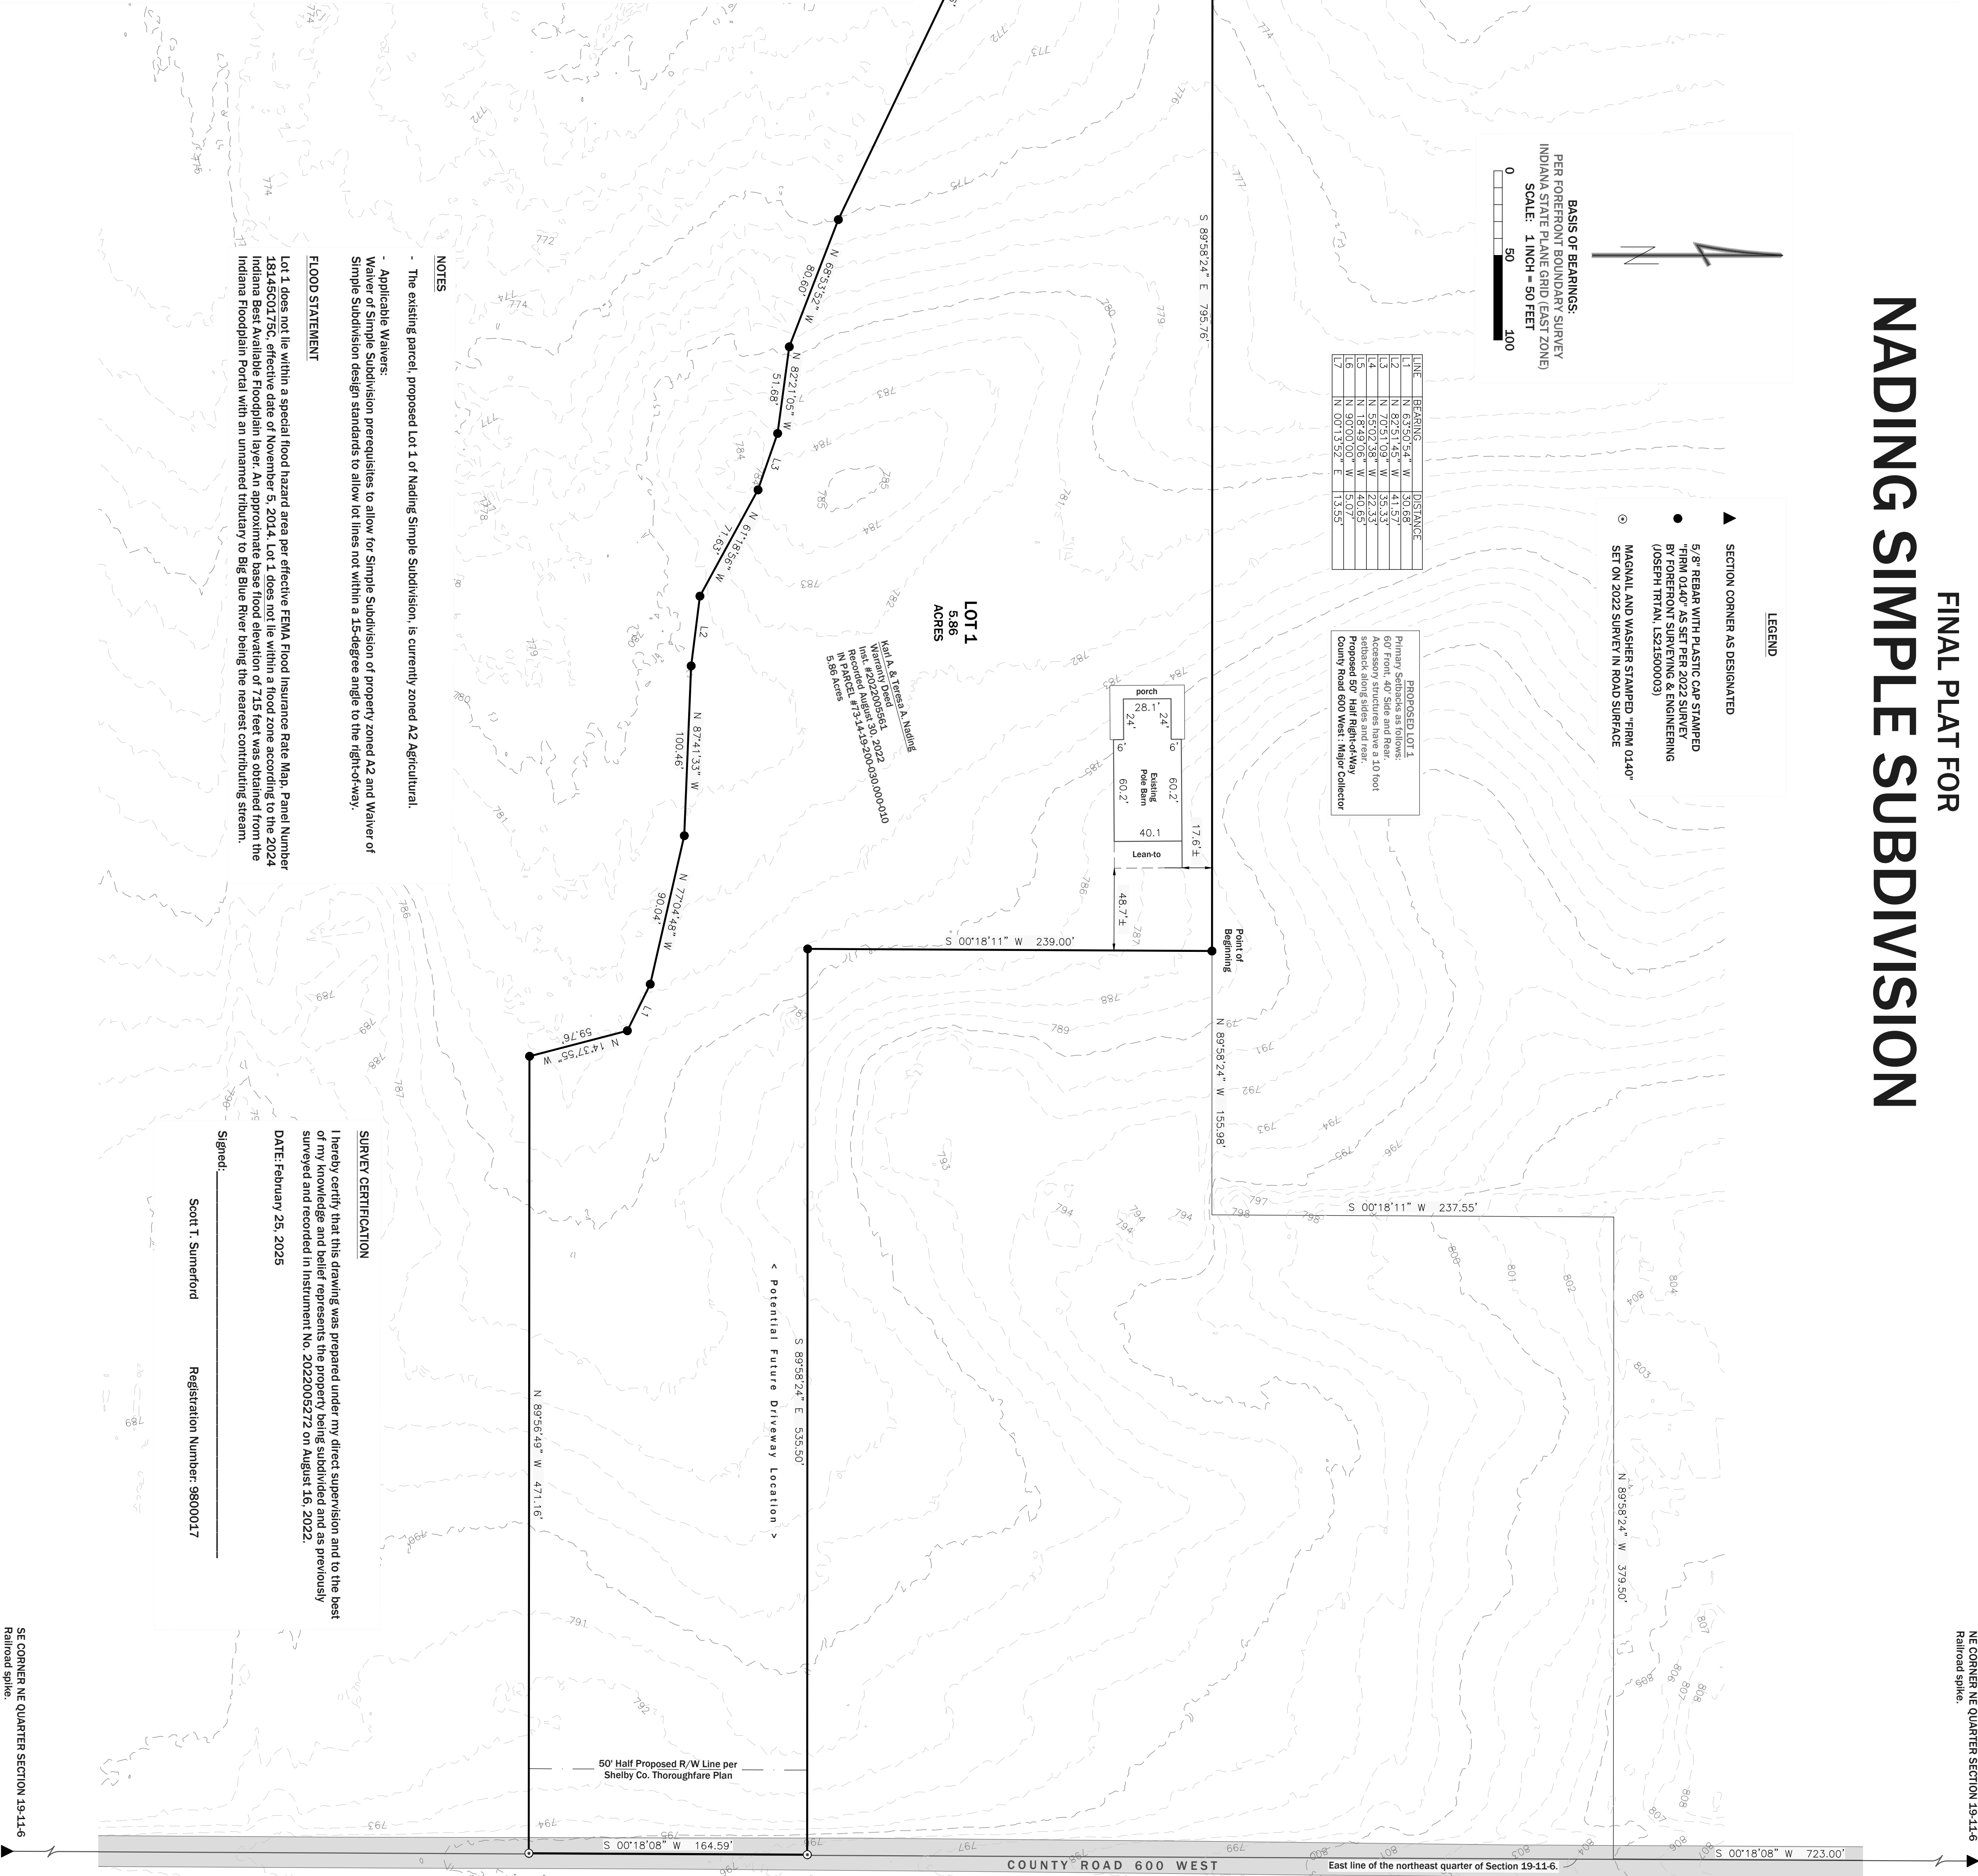 FINAL PLAT FOR
NADING SIMPLE SUBDIVISION
LEGEND
SECTION CORNER AS DESIGNATED
5/8" REBAR WITH PLASTIC CAP STAMPED
"FIRM 0140" AS SET PER 2022 SURVEY
BY FOREFRONT SURVEYING & ENGINEERING
(JOSEPH TRTAN, LS21500003)
MAGNAIL AND WASHER STAMPED "FIRM 0140"
SET ON 2022 SURVEY IN ROAD SURFACE
N
BASIS OF BEARINGS:
PER FOREFRONT BOUNDARY SURVEY
INDIANA STATE PLANE GRID (EAST ZONE)
SCALE: 1 INCH = 50 FEET
0 50 100
LINE BEARING DISTANCE
L1 N 63°50'54" W 30.68'
L2 N 82°51'45" W 41.57'
L3 N 70°51'09" W 35.33'
L4 N 55°02'38" W 22.33'
L5 N 18°49'06" W 40.65'
L6 N 90°00'00" W 5.07'
L7 N 00°13'52" E 13.55'
PROPOSED LOT 1
Primary Setbacks as follows:
60' Front, 40' Side and Rear.
Accessory structures have a 10 foot
setback along sides and rear.
Proposed 50' Half Right-of-Way
County Road 600 West : Major Collector
NE CORNER NE QUARTER SECTION 19-11-6
Railroad spike.
S 00°18'08" W 723.00'
N 89°58'24" W 379.50'
S 00°18'11" W 237.55'
N 89°58'24" W 155.98'
Point of
Beginning
S 89°58'24" E 795.76'
S 00°18'11" W 239.00'
17.6'±
48.7'±
porch
28.1'
24'
24'
6'
6'
60.2'
60.2'
Existing
Pole Barn
40.1
Lean-to
LOT 1
5.86
ACRES
Karl A. & Teresa A. Nading
Warranty Deed
Inst. #2022005561
Recorded August 30, 2022
IN PARCEL #73-14-19-200-030.000-010
5.86 Acres
N 68°53'52" W
80.60'
N 82°21'05" W
51.68'
L3
N 61°18'56" W
71.63'
L2
N 87°41'33" W
100.46'
N 77°04'48" W
90.04'
L1
N 14°37'55" W
59.76'
S 89°58'24" E 535.50'
< Potential Future Driveway Location >
N 89°56'49" W 471.16'
50' Half Proposed R/W Line per
Shelby Co. Thoroughfare Plan
S 00°18'08" W 164.59'
COUNTY ROAD 600 WEST
East line of the northeast quarter of Section 19-11-6.
NOTES
- The existing parcel, proposed Lot 1 of Nading Simple Subdivision, is currently zoned A2 Agricultural.
- Applicable Waivers:
Waiver of Simple Subdivision prerequisites to allow for Simple Subdivision of property zoned A2 and Waiver of
Simple Subdivision design standards to allow lot lines not within a 15-degree angle to the right-of-way.
FLOOD STATEMENT
Lot 1 does not lie within a special flood hazard area per effective FEMA Flood Insurance Rate Map, Panel Number
18145C0175C, effective date of November 5, 2014. Lot 1 does not lie within a flood zone according to the 2024
Indiana Best Available Floodplain layer. An approximate base flood elevation of 715 feet was obtained from the
Indiana Floodplain Portal with an unnamed tributary to Big Blue River being the nearest contributing stream.
SURVEY CERTIFICATION
I hereby certify that this drawing was prepared under my direct supervision and to the best
of my knowledge and belief represents the property being subdivided and as previously
surveyed and recorded in Instrument No. 2022005272 on August 16, 2022.
DATE: February 25, 2025
Signed:
Scott T. Sumerford Registration Number: 9800017
SE CORNER NE QUARTER SECTION 19-11-6
Railroad spike.